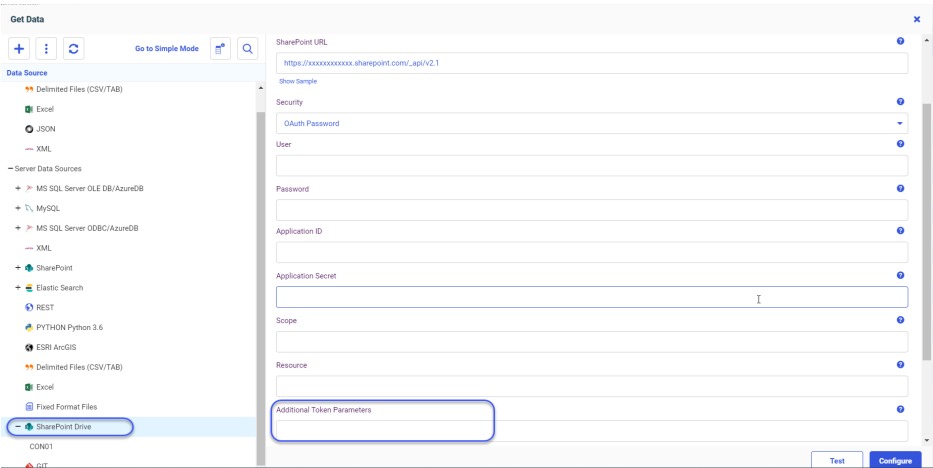 Get Data
Go to Simple Mode
Data Source
Delimited Files (CSV/TAB)
Excel
JSON
XML
Server Data Sources
MS SQL Server OLE DB/AzureDB
MySQL
MS SQL Server ODBC/AzureDB
XML
SharePoint
Elastic Search
REST
PYTHON Python 3.6
ESRI ArcGIS
Delimited Files (CSV/TAB)
Excel
Fixed Format Files
SharePoint Drive
CON01
GIT
SharePoint URL
https://xxxxxxxxxxxx.sharepoint.com/_api/v2.1
Show Sample
Security
OAuth Password
User
Password
Application ID
Application Secret
Scope
Resource
Additional Token Parameters
Test
Configure